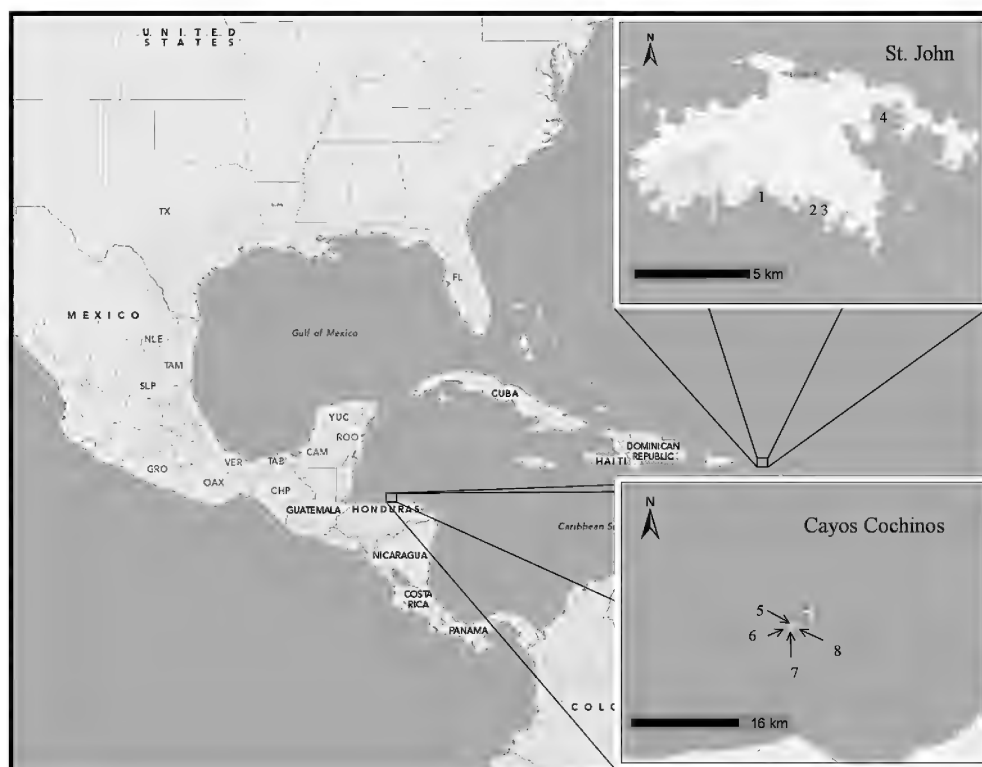 UNITED
STATES
TX
FL
MEXICO
Gulf of Mexico
NLE
TAM
SLP
CUBA
YUC
ROO
CAM
VER
TAB
GRO
OAX
CHP
GUATEMALA
HONDURAS
HAITI
DOMINICAN
REPUBLIC
Caribbean S
NICARAGUA
COSTA
RICA
PANAMA
COLO
N
St. John
4
1
2 3
5 km
N
Cayos Cochinos
5
6
7
8
16 km